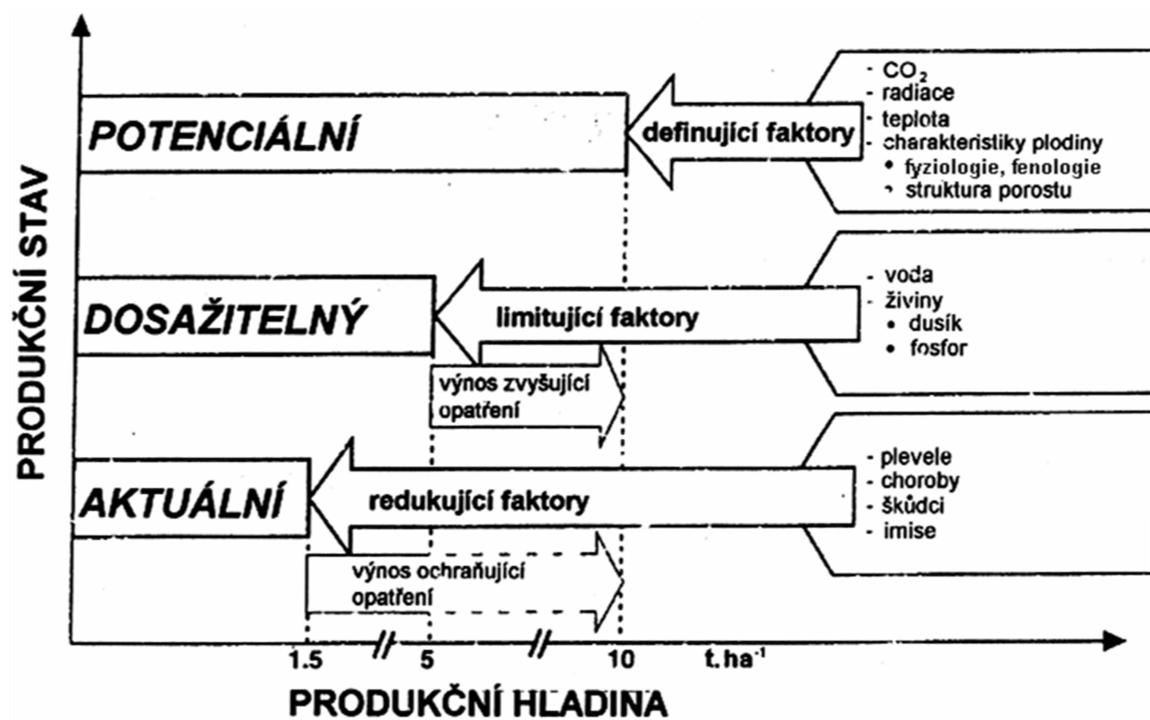 PRODUKČNÍ STAV
POTENCIÁLNÍ
definující faktory
- CO₂
- radiace
- teplota
- charakteristiky plodiny
• fyziologie, fenologie
• struktura porostu
DOSAŽITELNÝ
limitující faktory
- voda
- živiny
• dusík
• fosfor
výnos zvyšující
opatření
AKTUÁLNÍ
redukující faktory
- plevele
- choroby
- škůdci
- imise
výnos ochraňující
opatření
1.5 // 5 // 10 t.ha⁻¹
PRODUKČNÍ HLADINA